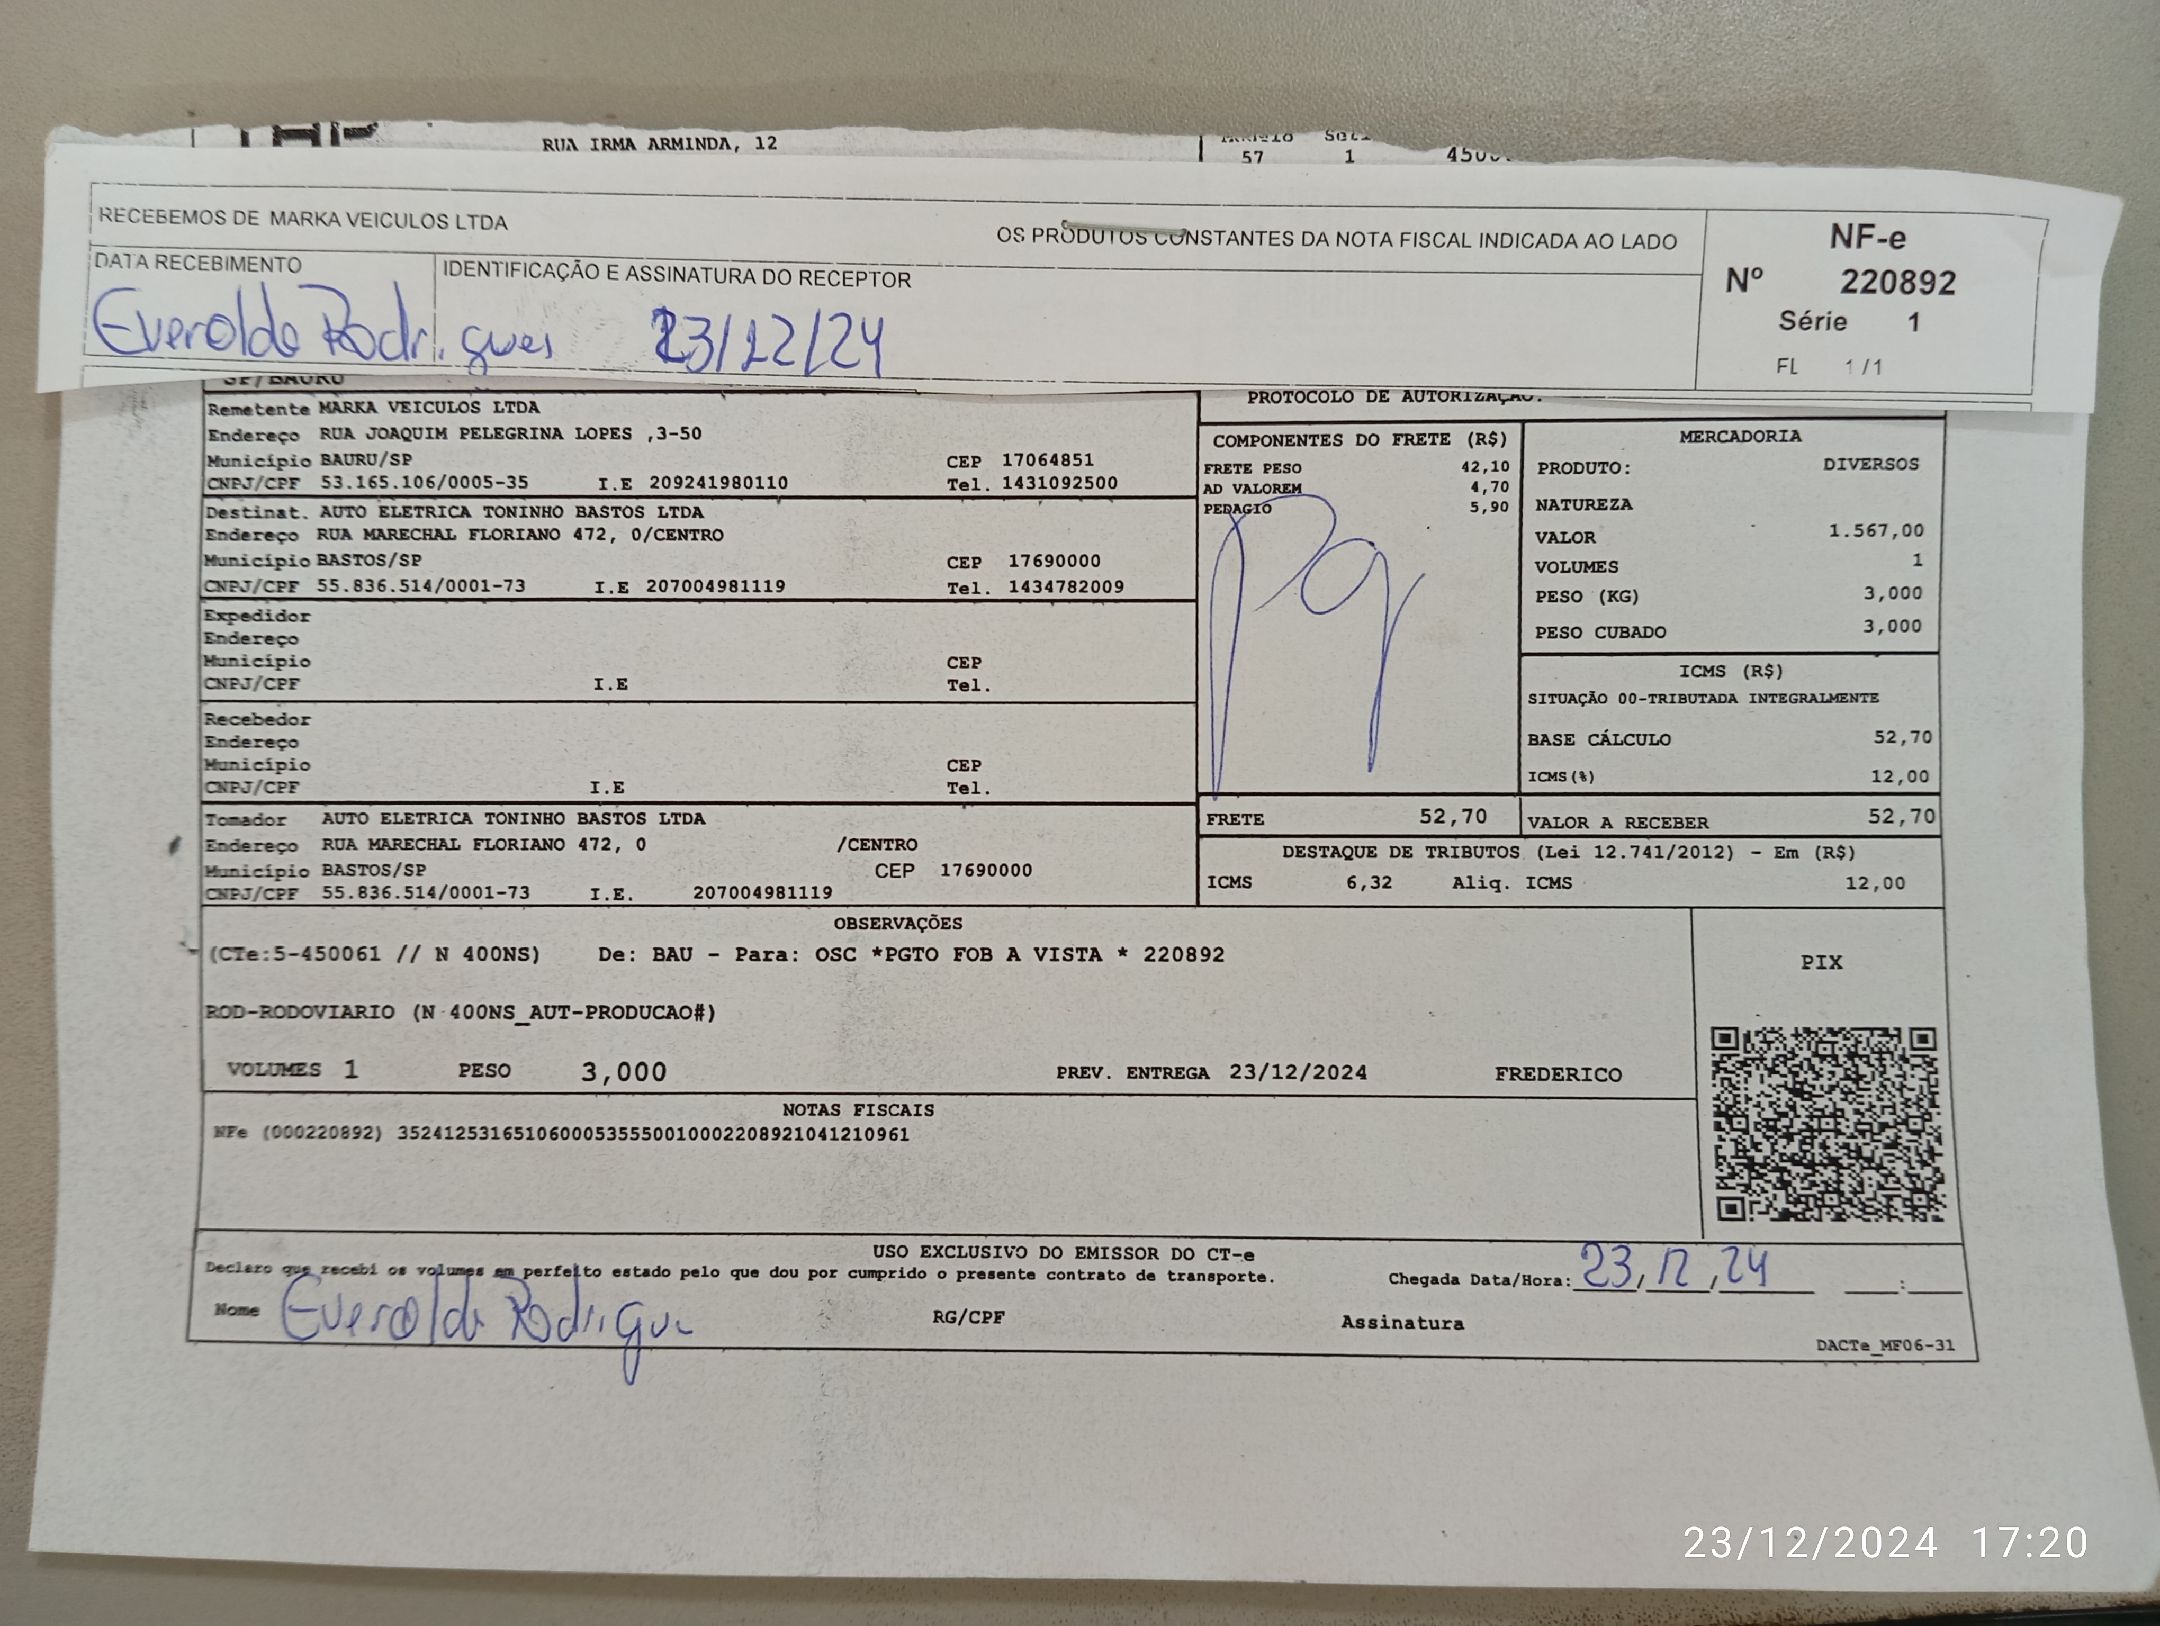 RUA IRMA ARMINDA, 12
57 1
RECEBEMOS DE MARKA VEICULOS LTDA
OS PRODUTOS CONSTANTES DA NOTA FISCAL INDICADA AO LADO
DATA RECEBIMENTO
IDENTIFICAÇÃO E ASSINATURA DO RECEPTOR
Everaldo Rodrigues 23/12/24
NF-e
Nº 220892
Série 1
FL 1/1
SP/BAURU
Remetente MARKA VEICULOS LTDA
Endereço RUA JOAQUIM PELEGRINA LOPES ,3-50
Município BAURU/SP CEP 17064851
CNPJ/CPF 53.165.106/0005-35 I.E 209241980110 Tel. 1431092500
Destinat. AUTO ELETRICA TONINHO BASTOS LTDA
Endereço RUA MARECHAL FLORIANO 472, 0/CENTRO
Município BASTOS/SP CEP 17690000
CNPJ/CPF 55.836.514/0001-73 I.E 207004981119 Tel. 1434782009
Expedidor
Endereço
Município CEP
CNPJ/CPF I.E Tel.
Recebedor
Endereço
Município CEP
CNPJ/CPF I.E Tel.
Tomador AUTO ELETRICA TONINHO BASTOS LTDA
Endereço RUA MARECHAL FLORIANO 472, 0 /CENTRO
Município BASTOS/SP CEP 17690000
CNPJ/CPF 55.836.514/0001-73 I.E. 207004981119
PROTOCOLO DE AUTORIZAÇÃO:
COMPONENTES DO FRETE (R$)
FRETE PESO 42,10
AD VALOREM 4,70
PEDAGIO 5,90
pg
MERCADORIA
PRODUTO: DIVERSOS
NATUREZA
VALOR 1.567,00
VOLUMES 1
PESO (KG) 3,000
PESO CUBADO 3,000
ICMS (R$)
SITUAÇÃO 00-TRIBUTADA INTEGRALMENTE
BASE CÁLCULO 52,70
ICMS(%) 12,00
FRETE 52,70 VALOR A RECEBER 52,70
DESTAQUE DE TRIBUTOS (Lei 12.741/2012) - Em (R$)
ICMS 6,32 Aliq. ICMS 12,00
OBSERVAÇÕES
(CTe:5-450061 // N 400NS) De: BAU - Para: OSC *PGTO FOB A VISTA * 220892
ROD-RODOVIARIO (N 400NS_AUT-PRODUCAO#)
VOLUMES 1 PESO 3,000 PREV. ENTREGA 23/12/2024 FREDERICO
PIX
NOTAS FISCAIS
NFe (000220892) 35241253165106000535550010002208921041210961
USO EXCLUSIVO DO EMISSOR DO CT-e
Declaro que recebi os volumes em perfeito estado pelo que dou por cumprido o presente contrato de transporte.
Chegada Data/Hora: 23, 12, 24 :
Nome Everaldo Rodrigu RG/CPF Assinatura
DACTe_MF06-31
23/12/2024 17:20